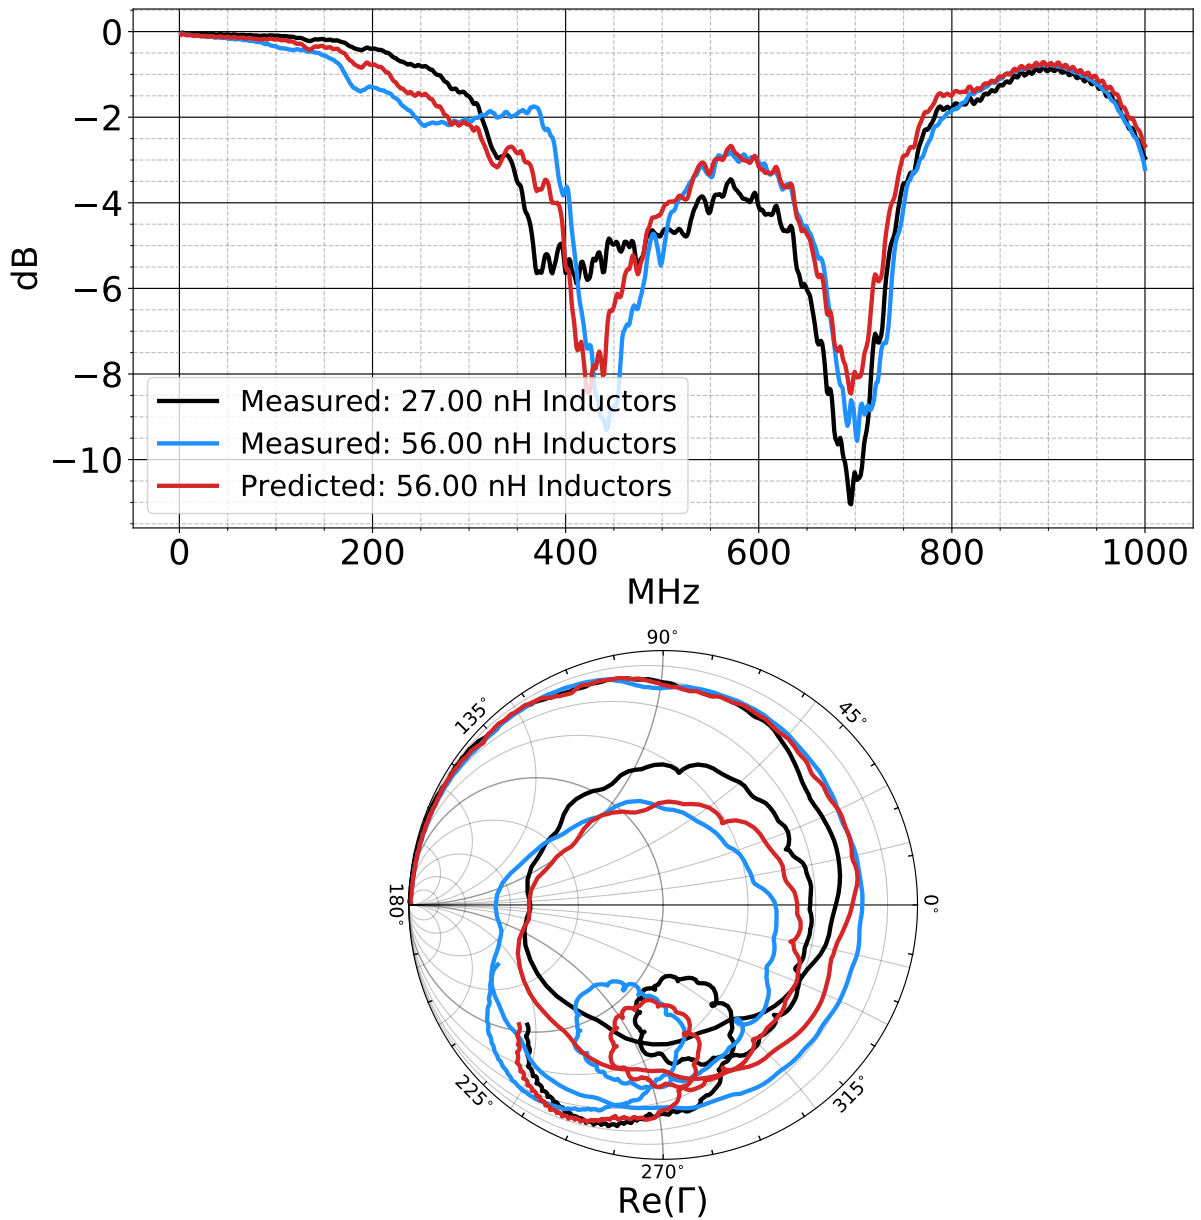 0
−2
−4
−6
−8
−10
dB
Measured: 27.00 nH Inductors
Measured: 56.00 nH Inductors
Predicted: 56.00 nH Inductors
0 200 400 600 800 1000
MHz
90°
135° 45°
180° 0°
225° 315°
270°
Re(Γ)